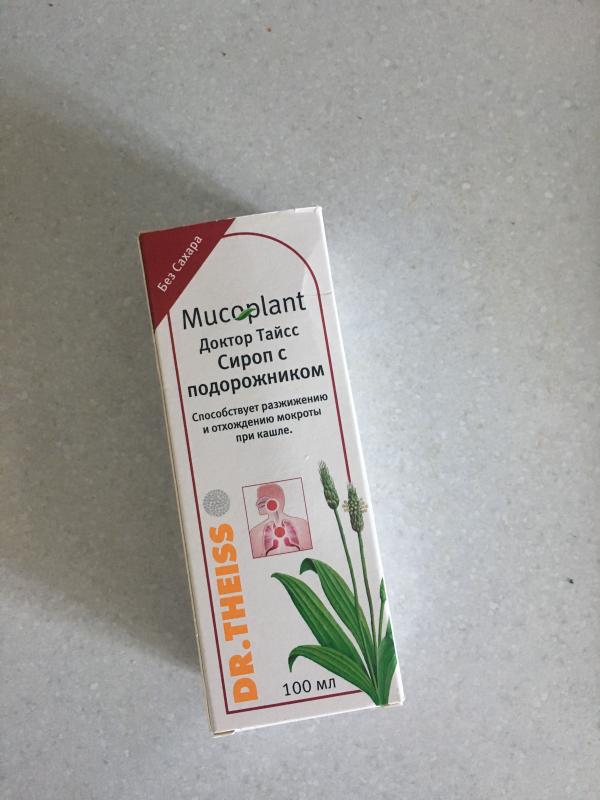 Без Сахара
Mucoplant
Доктор Тайсс
Сироп с
подорожником
Способствует разжижению
и отхождению мокроты
при кашле.
DR.THEISS
100 мл